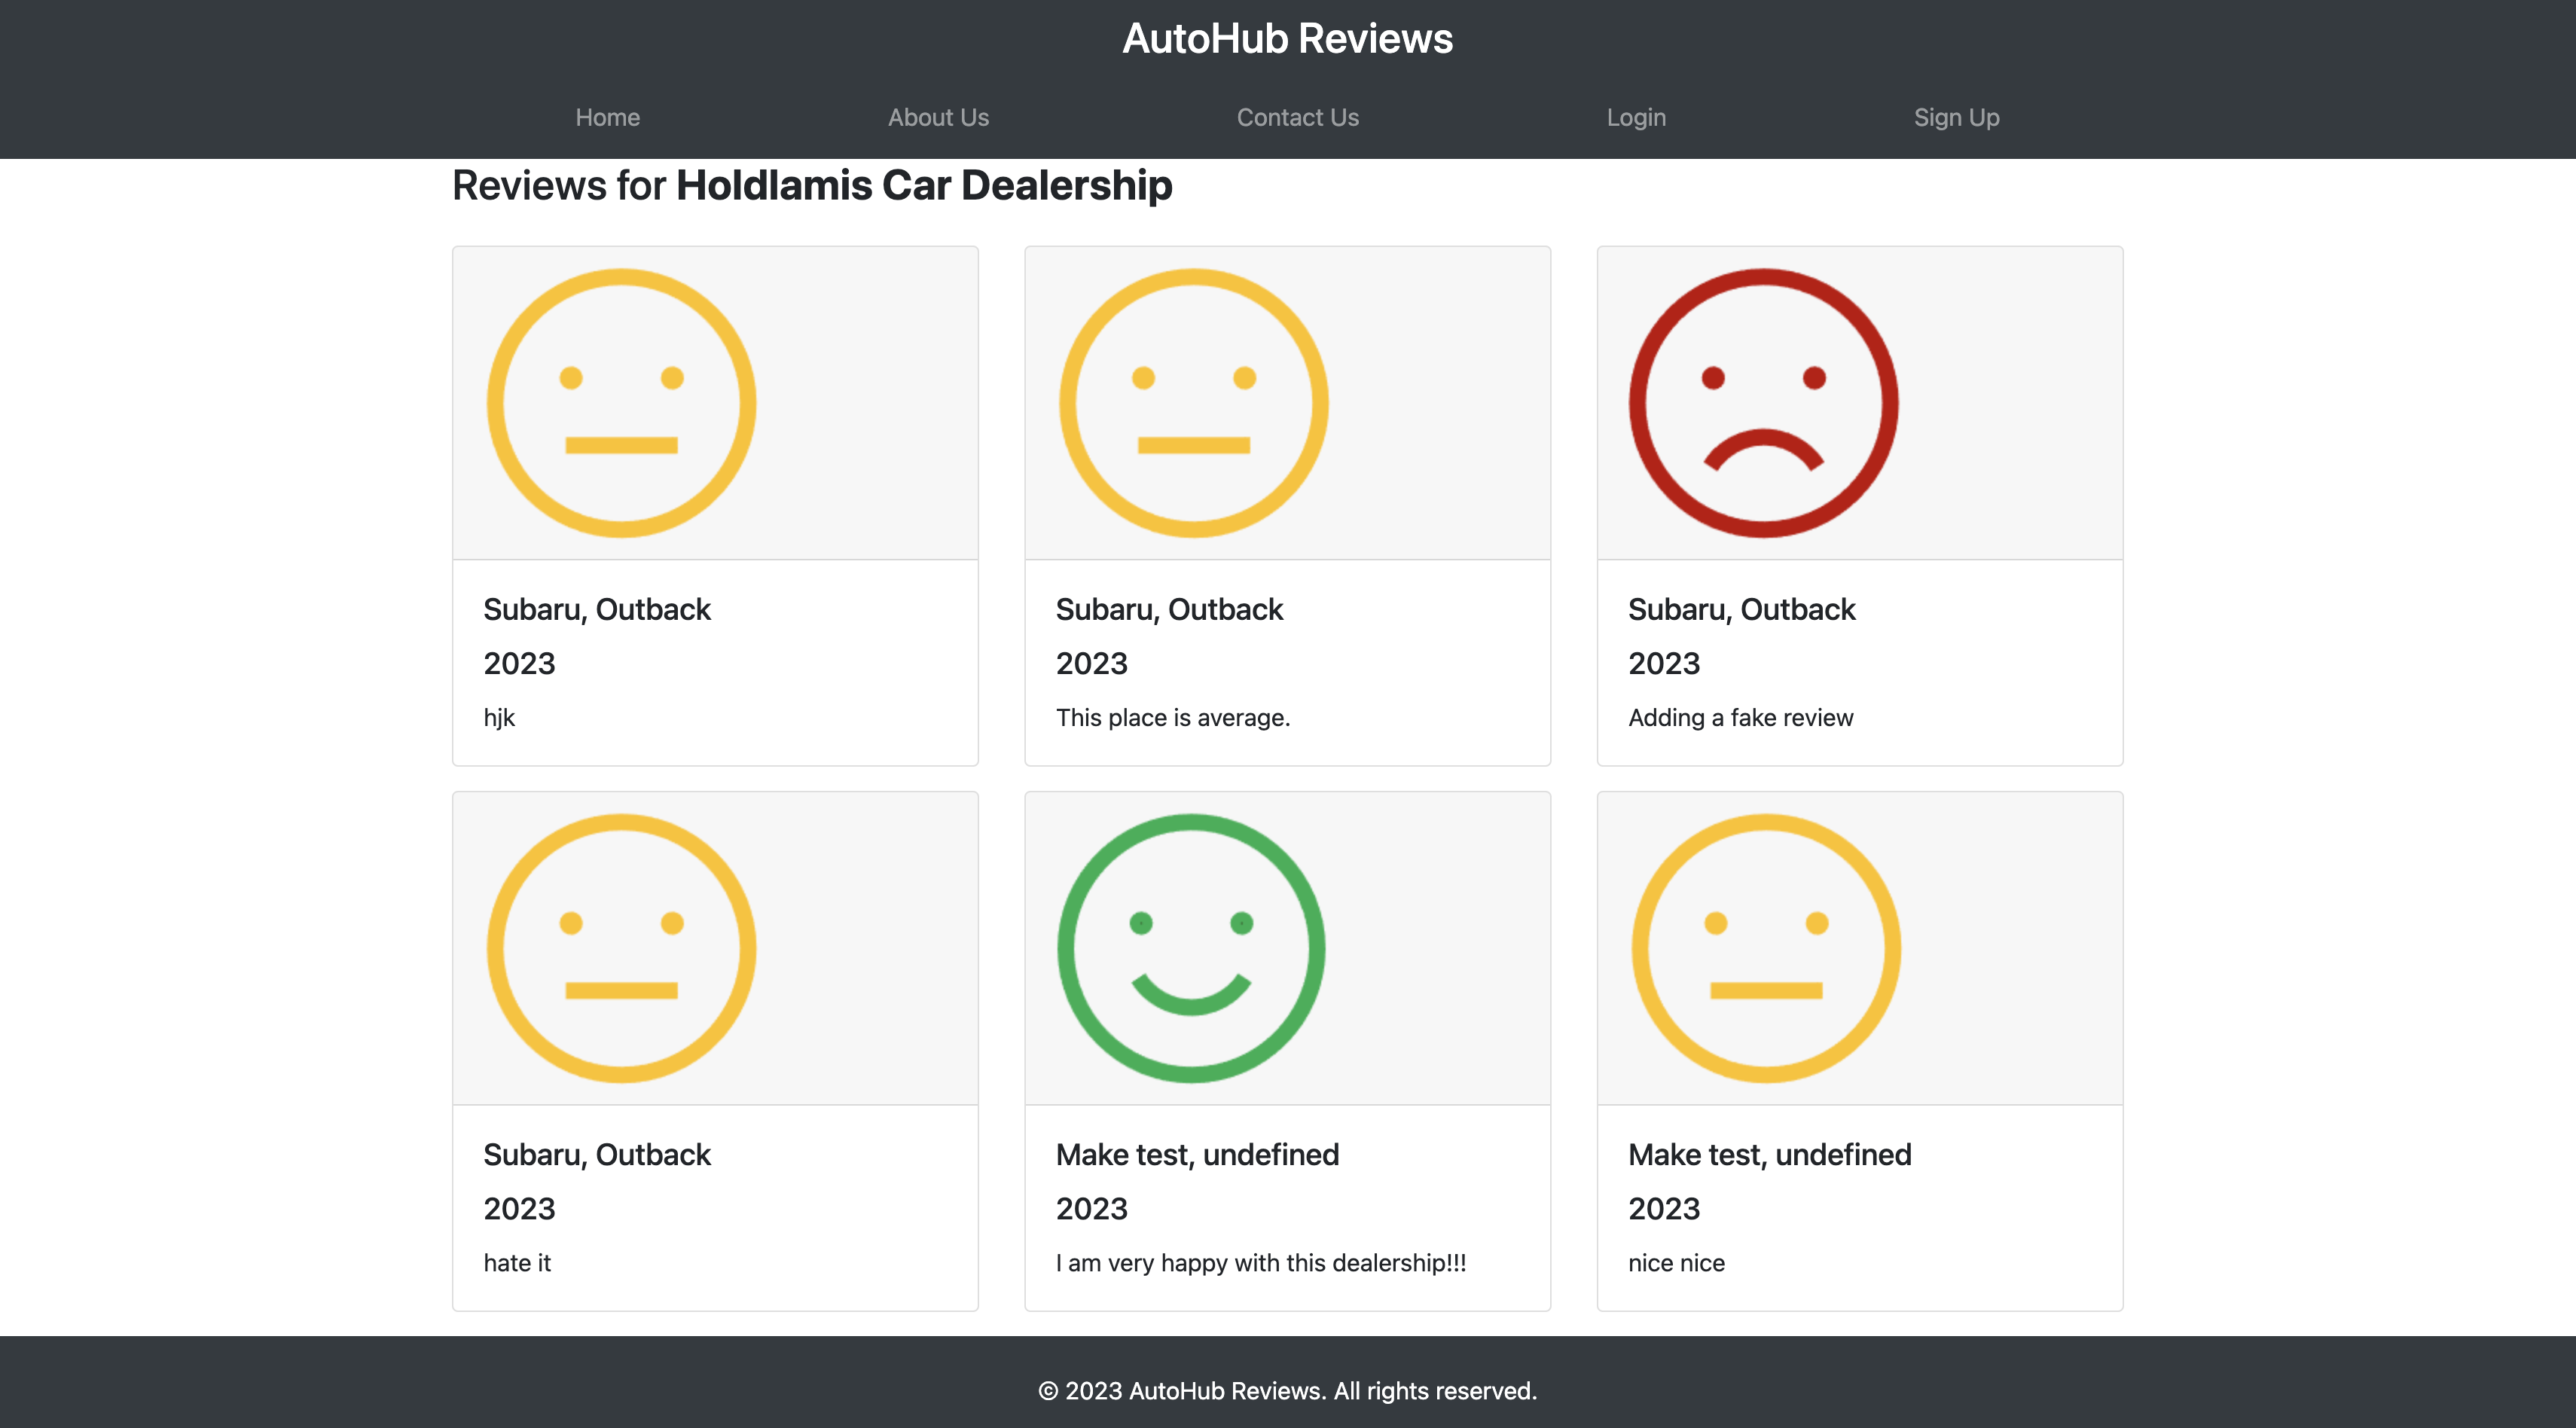 AutoHub Reviews
Home About Us Contact Us Login Sign Up
Reviews for Holdlamis Car Dealership
Subaru, Outback
2023
hjk
Subaru, Outback
2023
This place is average.
Subaru, Outback
2023
Adding a fake review
Subaru, Outback
2023
hate it
Make test, undefined
2023
I am very happy with this dealership!!!
Make test, undefined
2023
nice nice
© 2023 AutoHub Reviews. All rights reserved.